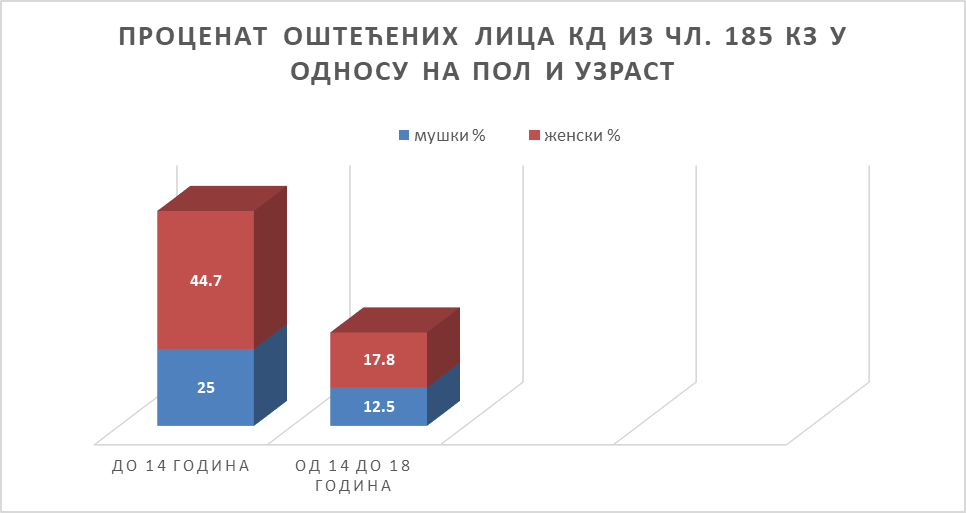 ПРОЦЕНАТ ОШТЕЋЕНИХ ЛИЦА КД ИЗ ЧЛ. 185 КЗ У
ОДНОСУ НА ПОЛ И УЗРАСТ
мушки % женски %
44.7
25
17.8
12.5
ДО 14 ГОДИНА
ОД 14 ДО 18
ГОДИНА